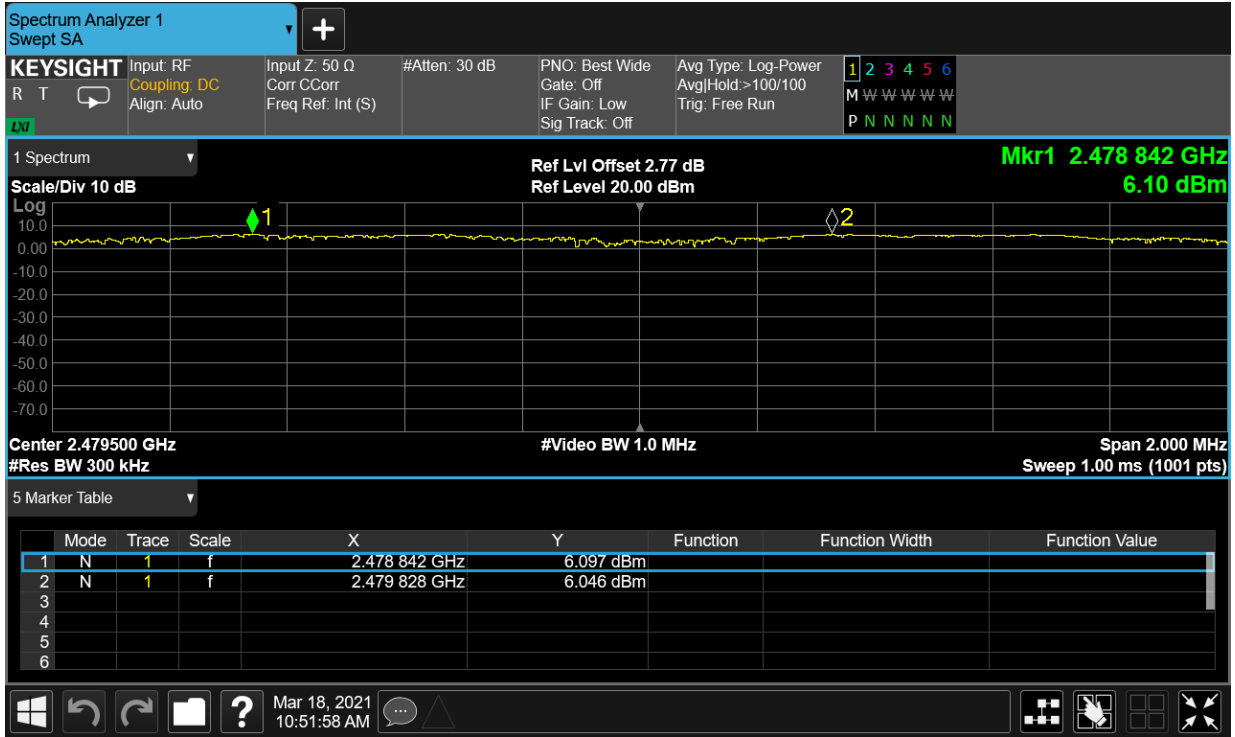 Spectrum Analyzer 1
Swept SA
KEYSIGHT Input: RF Input Z: 50 Ω #Atten: 30 dB PNO: Best Wide Avg Type: Log-Power 1 2 3 4 5 6
R T Coupling: DC Corr CCorr Gate: Off Avg|Hold:>100/100 M W W W W W
Align: Auto Freq Ref: Int (S) IF Gain: Low Trig: Free Run
LXI Sig Track: Off P N N N N N
1 Spectrum
Ref Lvl Offset 2.77 dB Mkr1 2.478 842 GHz
Scale/Div 10 dB Ref Level 20.00 dBm 6.10 dBm
Log
1 2
10.0
0.00
-10.0
-20.0
-30.0
-40.0
-50.0
-60.0
-70.0
Center 2.479500 GHz #Video BW 1.0 MHz Span 2.000 MHz
#Res BW 300 kHz Sweep 1.00 ms (1001 pts)
5 Marker Table
Mode Trace Scale X Y Function Function Width Function Value
1 N 1 f 2.478 842 GHz 6.097 dBm
2 N 1 f 2.479 828 GHz 6.046 dBm
3
4
5
6
? Mar 18, 2021
10:51:58 AM